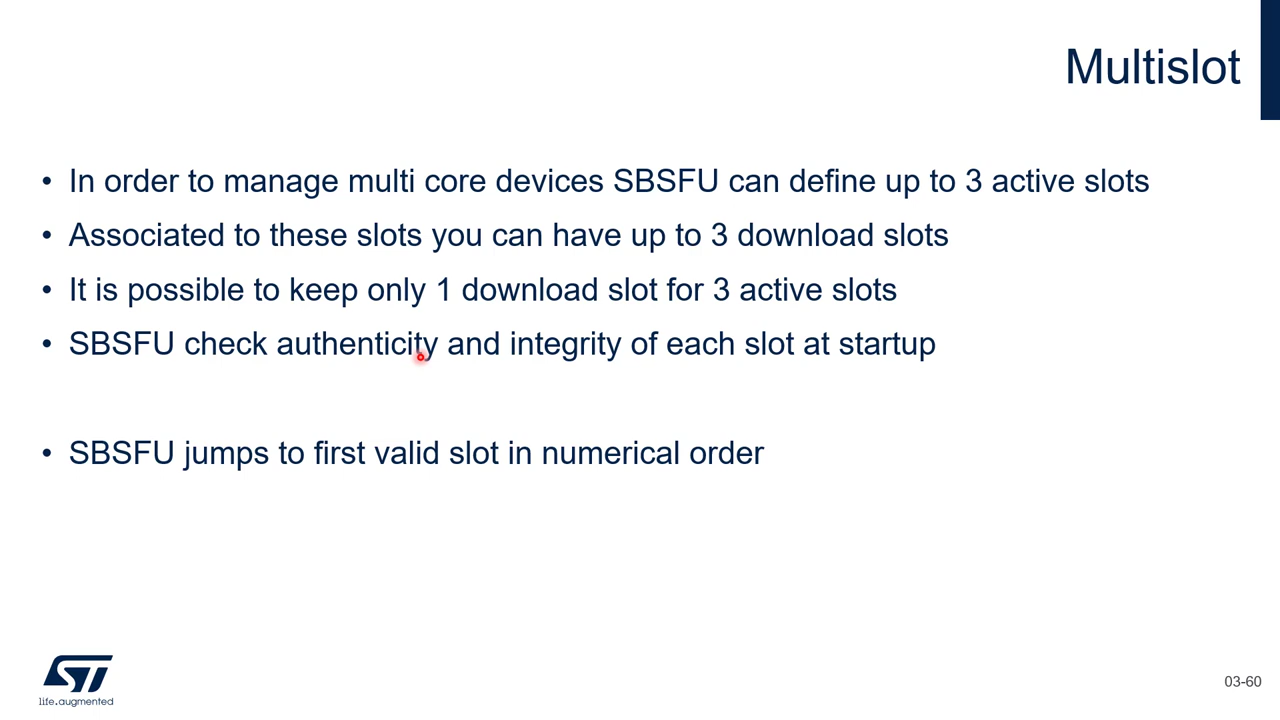 Multislot
• In order to manage multi core devices SBSFU can define up to 3 active slots
• Associated to these slots you can have up to 3 download slots
• It is possible to keep only 1 download slot for 3 active slots
• SBSFU check authenticity and integrity of each slot at startup
• SBSFU jumps to first valid slot in numerical order
ST
life.augmented
03-60